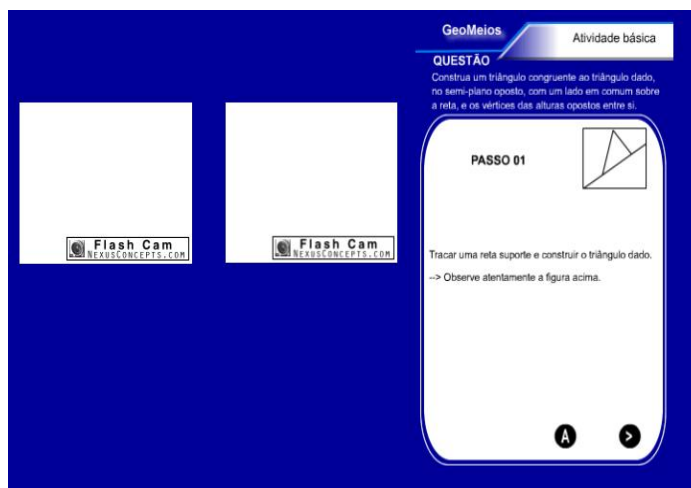 GeoMeios
Atividade básica
QUESTÃO
Construa um triângulo congruente ao triângulo dado,
no semi-plano oposto, com um lado em comum sobre
a reta, e os vértices das alturas opostos entre si.
PASSO 01
Tracar uma reta suporte e construir o triângulo dado.
--> Observe atentamente a figura acima.
A >
Flash Cam
NexusConcepts.com
Flash Cam
NexusConcepts.com